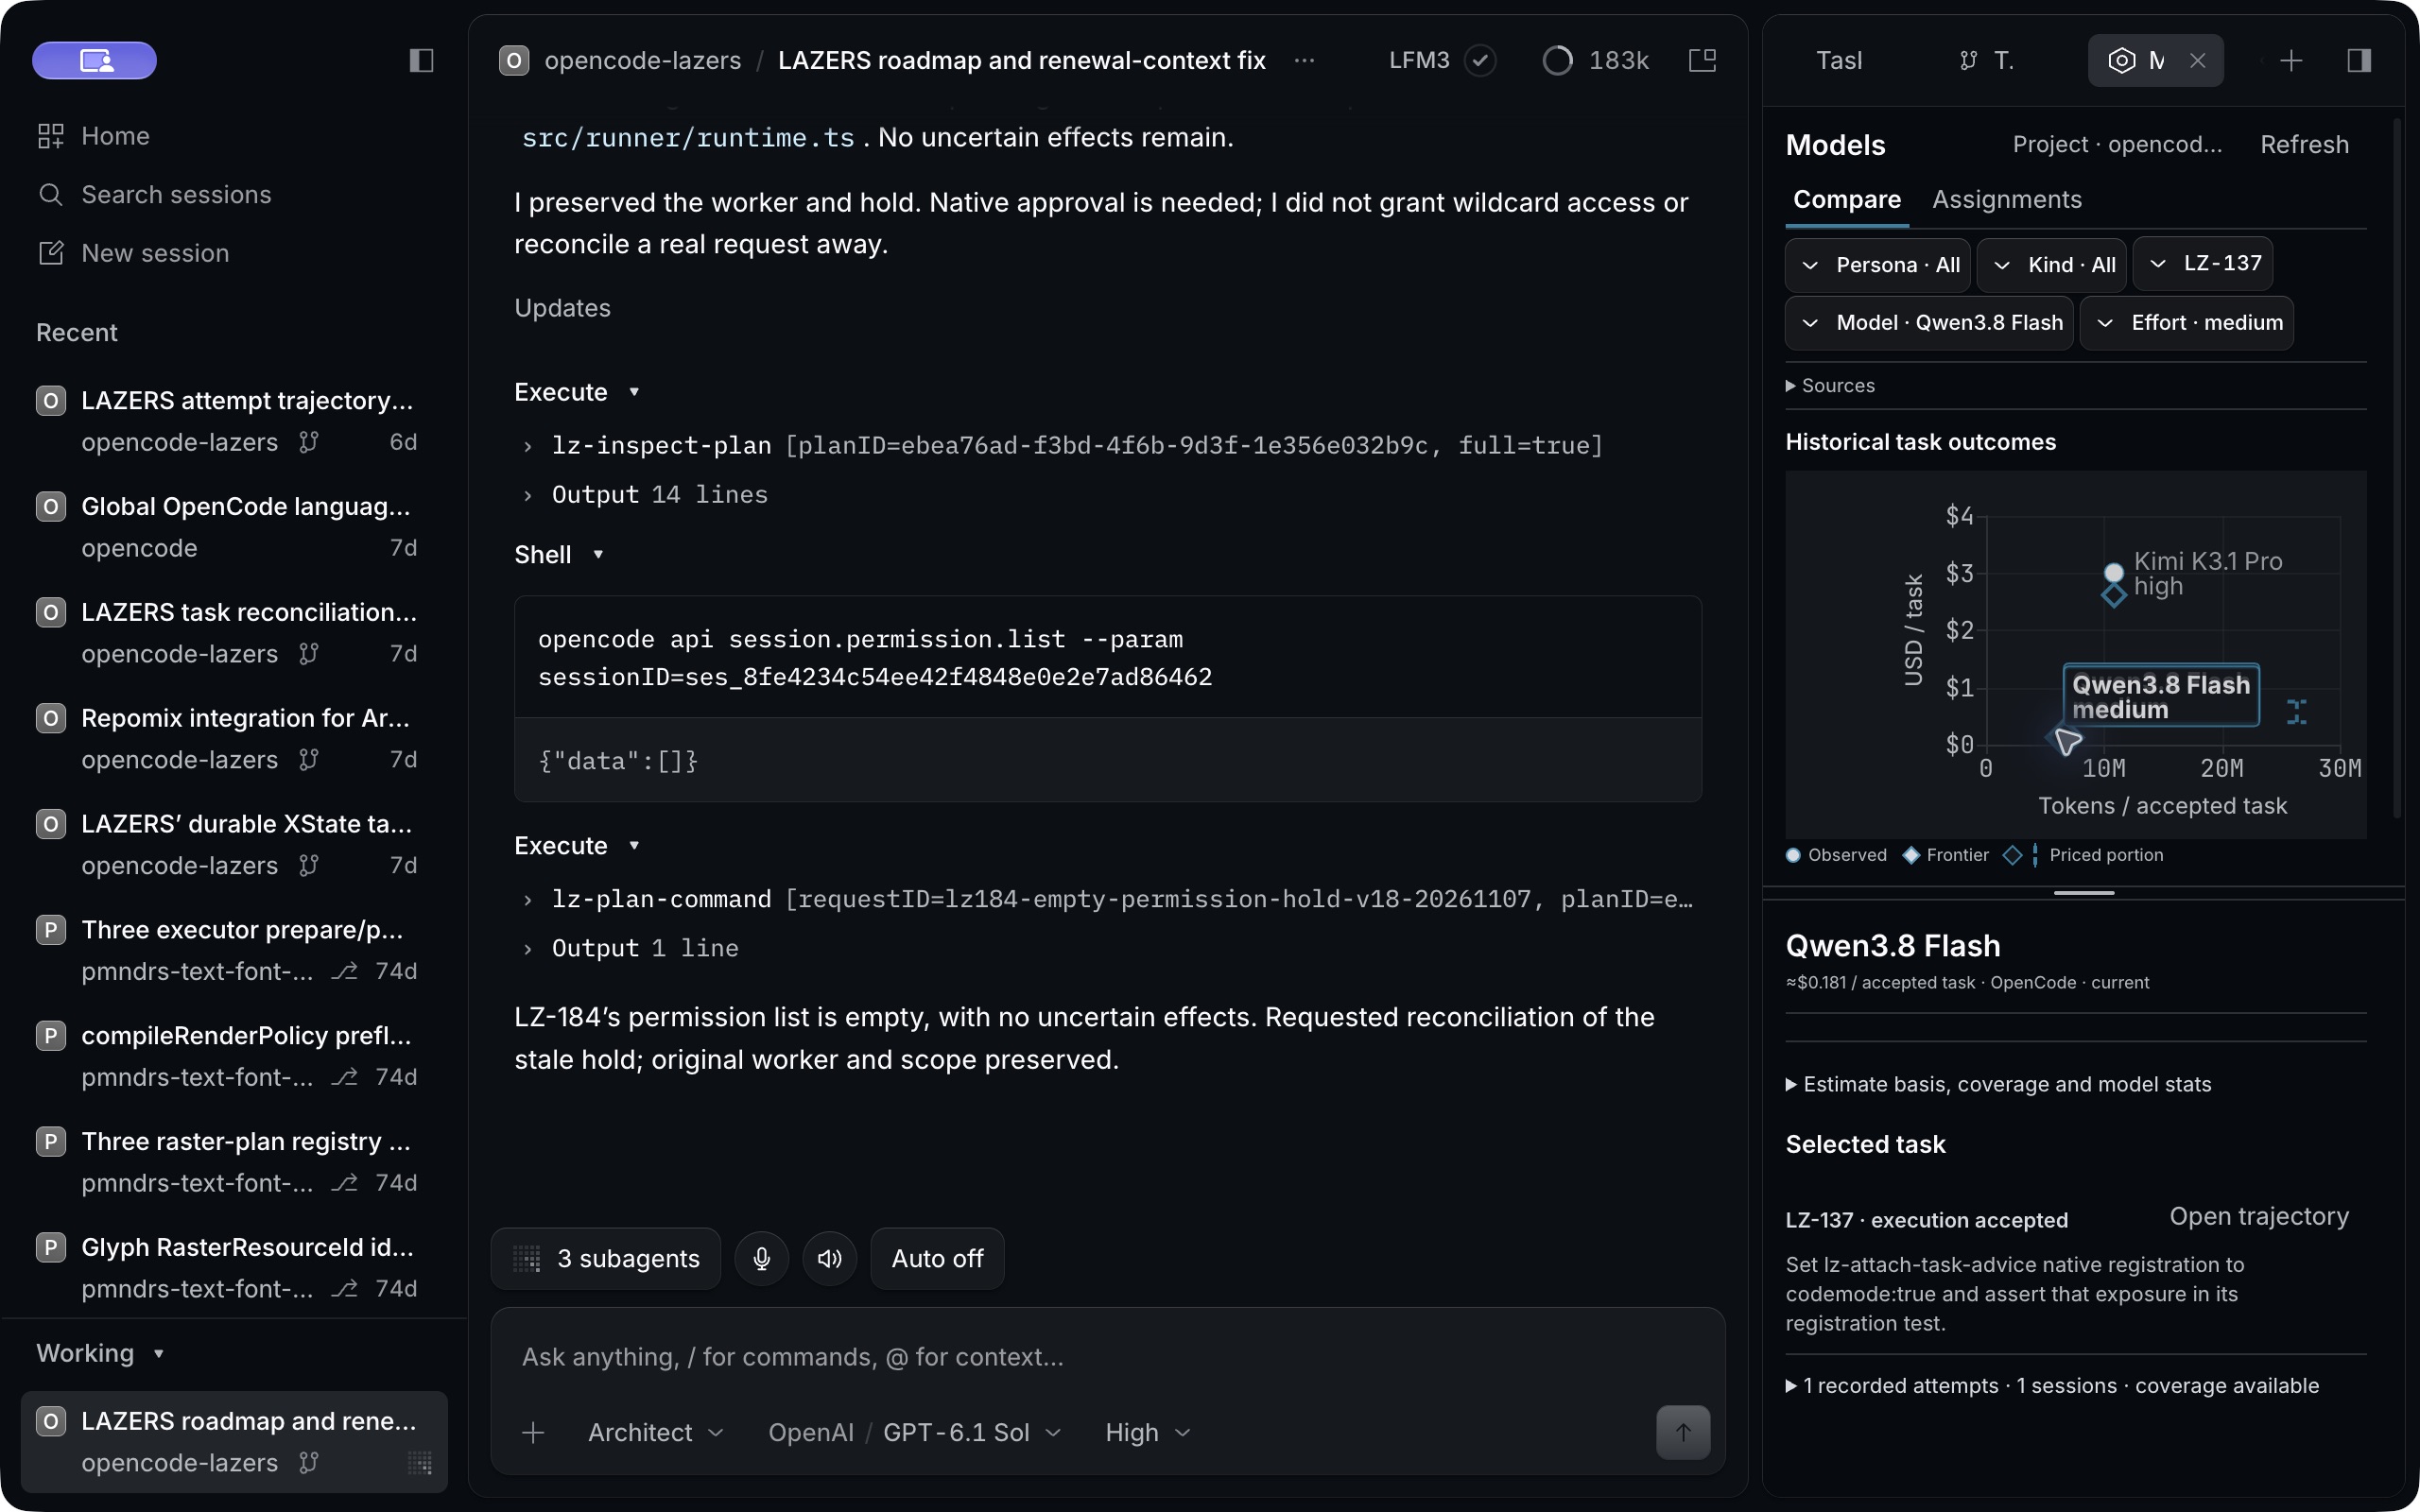 Home
Search sessions
New session
Recent
O LAZERS attempt trajectory...
opencode-lazers 6d
O Global OpenCode languag...
opencode 7d
O LAZERS task reconciliation...
opencode-lazers 7d
O Repomix integration for Ar...
opencode-lazers 7d
O LAZERS’ durable XState ta...
opencode-lazers 7d
P Three executor prepare/p...
pmndrs-text-font-... 74d
P compileRenderPolicy prefl...
pmndrs-text-font-... 74d
P Three raster-plan registry ...
pmndrs-text-font-... 74d
P Glyph RasterResourceId id...
pmndrs-text-font-... 74d
Working
O LAZERS roadmap and rene...
opencode-lazers
O opencode-lazers / LAZERS roadmap and renewal-context fix ... LFM3 183k
src/runner/runtime.ts . No uncertain effects remain.
I preserved the worker and hold. Native approval is needed; I did not grant wildcard access or
reconcile a real request away.
Updates
Execute
lz-inspect-plan [planID=ebea76ad-f3bd-4f6b-9d3f-1e356e032b9c, full=true]
Output 14 lines
Shell
opencode api session.permission.list --param
sessionID=ses_8fe4234c54ee42f4848e0e2e7ad86462
{"data":[]}
Execute
lz-plan-command [requestID=lz184-empty-permission-hold-v18-20261107, planID=e…
Output 1 line
LZ-184’s permission list is empty, with no uncertain effects. Requested reconciliation of the
stale hold; original worker and scope preserved.
3 subagents Auto off
Ask anything, / for commands, @ for context...
Architect OpenAI / GPT-6.1 Sol High
Tasl T. M
Models Project · opencod... Refresh
Compare Assignments
Persona · All Kind · All LZ-137
Model · Qwen3.8 Flash Effort · medium
Sources
Historical task outcomes
$4
$3
$2
$1
$0
USD / task
Kimi K3.1 Pro
high
Qwen3.8 Flash
medium
0 10M 20M 30M
Tokens / accepted task
Observed Frontier Priced portion
Qwen3.8 Flash
≈$0.181 / accepted task · OpenCode · current
Estimate basis, coverage and model stats
Selected task
LZ-137 · execution accepted Open trajectory
Set lz-attach-task-advice native registration to
codemode:true and assert that exposure in its
registration test.
1 recorded attempts · 1 sessions · coverage available